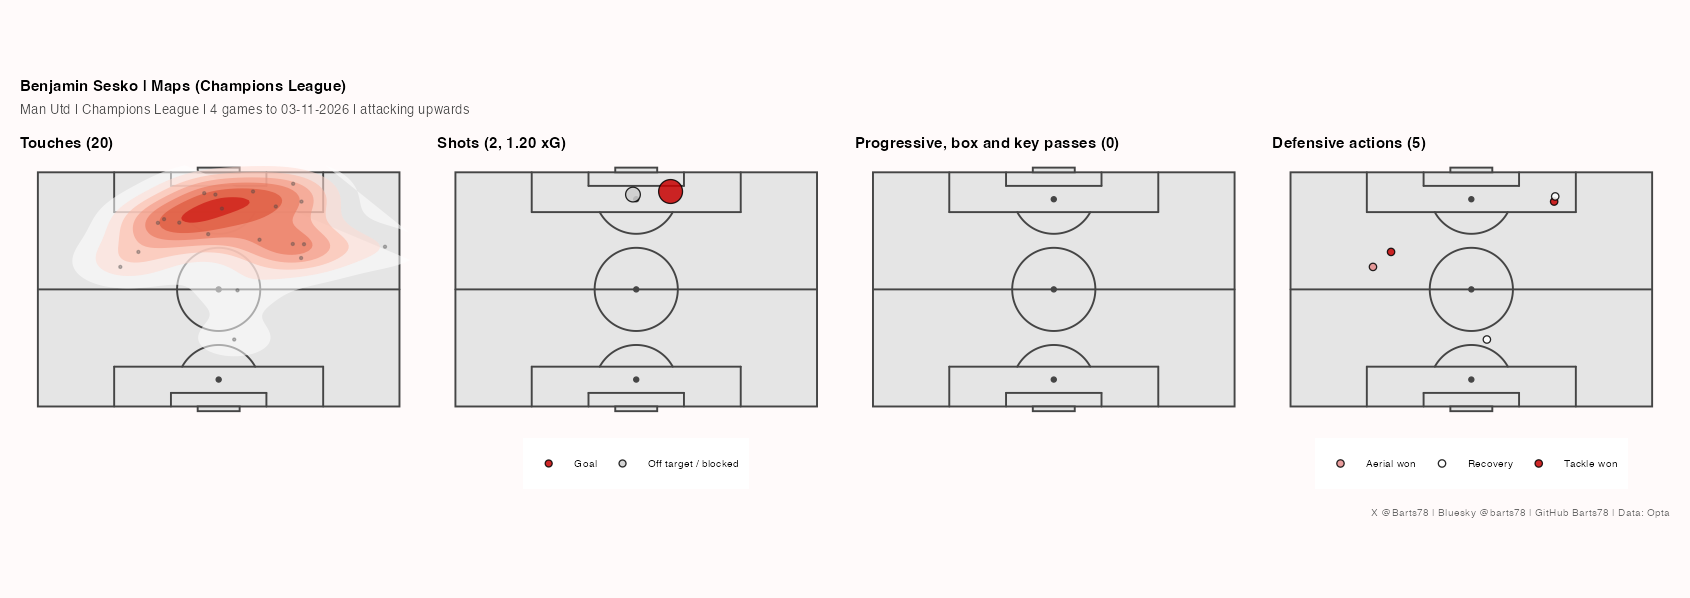 Benjamin Sesko | Maps (Champions League)
Man Utd | Champions League | 4 games to 03-11-2026 | attacking upwards
Touches (20)
Shots (2, 1.20 xG)
Progressive, box and key passes (0)
Defensive actions (5)
Goal
Off target / blocked
Aerial won
Recovery
Tackle won
X @Barts78 | Bluesky @barts78 | GitHub Barts78 | Data: Opta